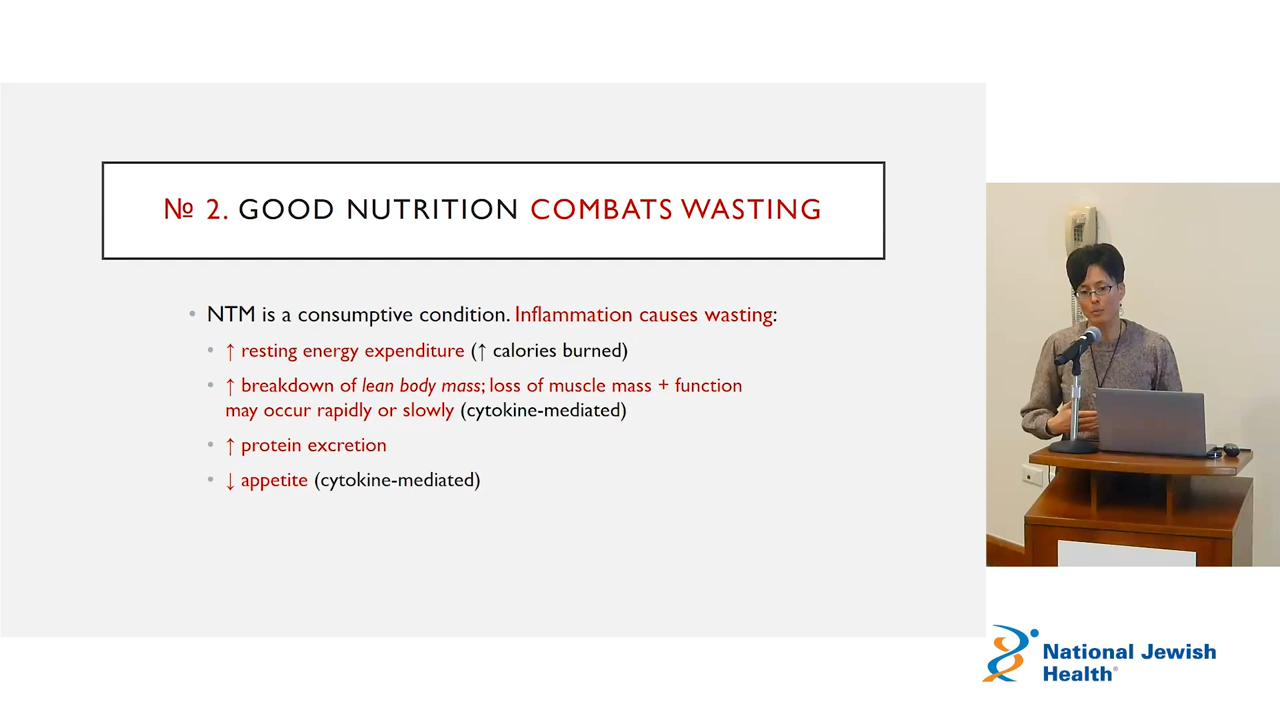 № 2. GOOD NUTRITION COMBATS WASTING
• NTM is a consumptive condition. Inflammation causes wasting:
• ↑ resting energy expenditure (↑ calories burned)
• ↑ breakdown of lean body mass; loss of muscle mass + function
may occur rapidly or slowly (cytokine-mediated)
• ↑ protein excretion
• ↓ appetite (cytokine-mediated)
National Jewish
Health®